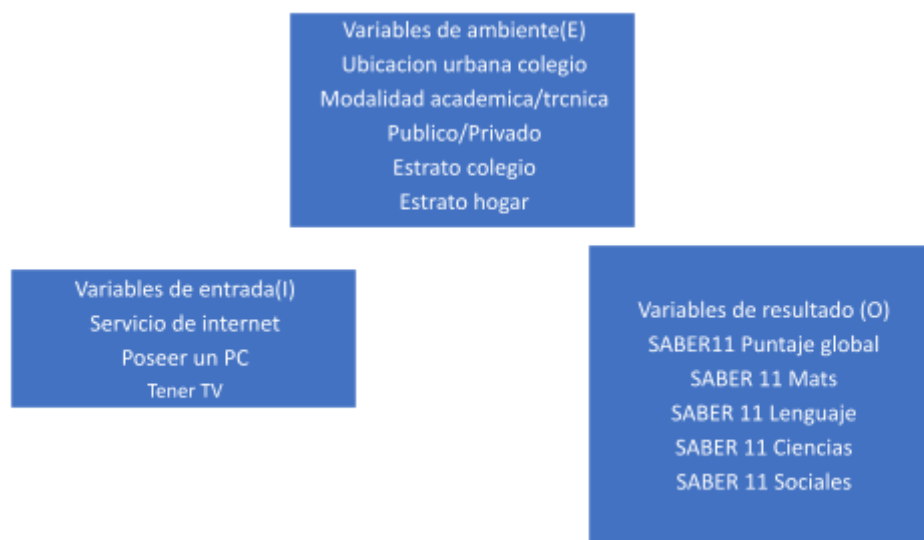 Variables de ambiente(E)
Ubicacion urbana colegio
Modalidad academica/trcnica
Publico/Privado
Estrato colegio
Estrato hogar
Variables de entrada(I)
Servicio de internet
Poseer un PC
Tener TV
Variables de resultado (O)
SABER11 Puntaje global
SABER 11 Mats
SABER 11 Lenguaje
SABER 11 Ciencias
SABER 11 Sociales